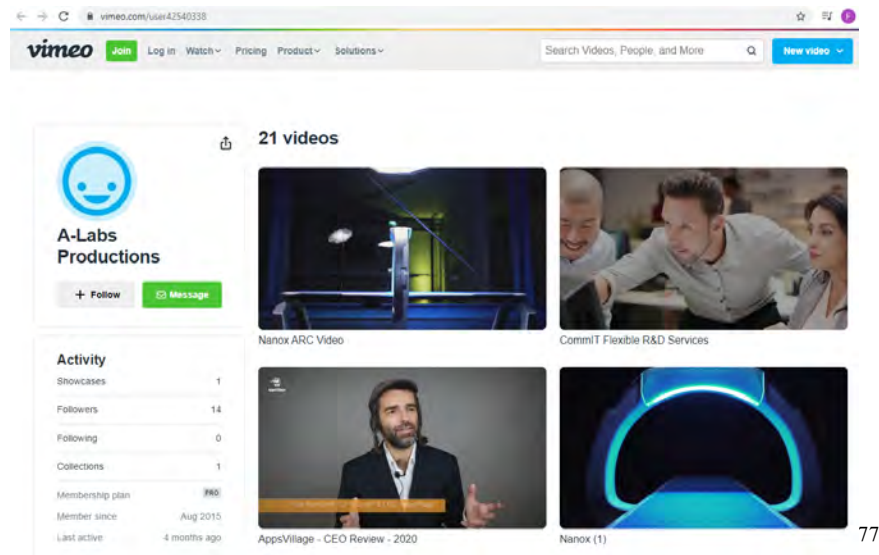 vimeo.com/user42540338
vimeo Join Log in Watch Pricing Product Solutions Search Videos, People, and More New video
21 videos
A-Labs
Productions
+ Follow Message
Nanox ARC Video
CommIT Flexible R&D Services
Activity
Showcases 1
Followers 14
Following 0
Collections 1
Membership plan PRO
Member since Aug 2015
Last active 4 months ago
AppsVillage - CEO Review - 2020
Nanox (1)
77